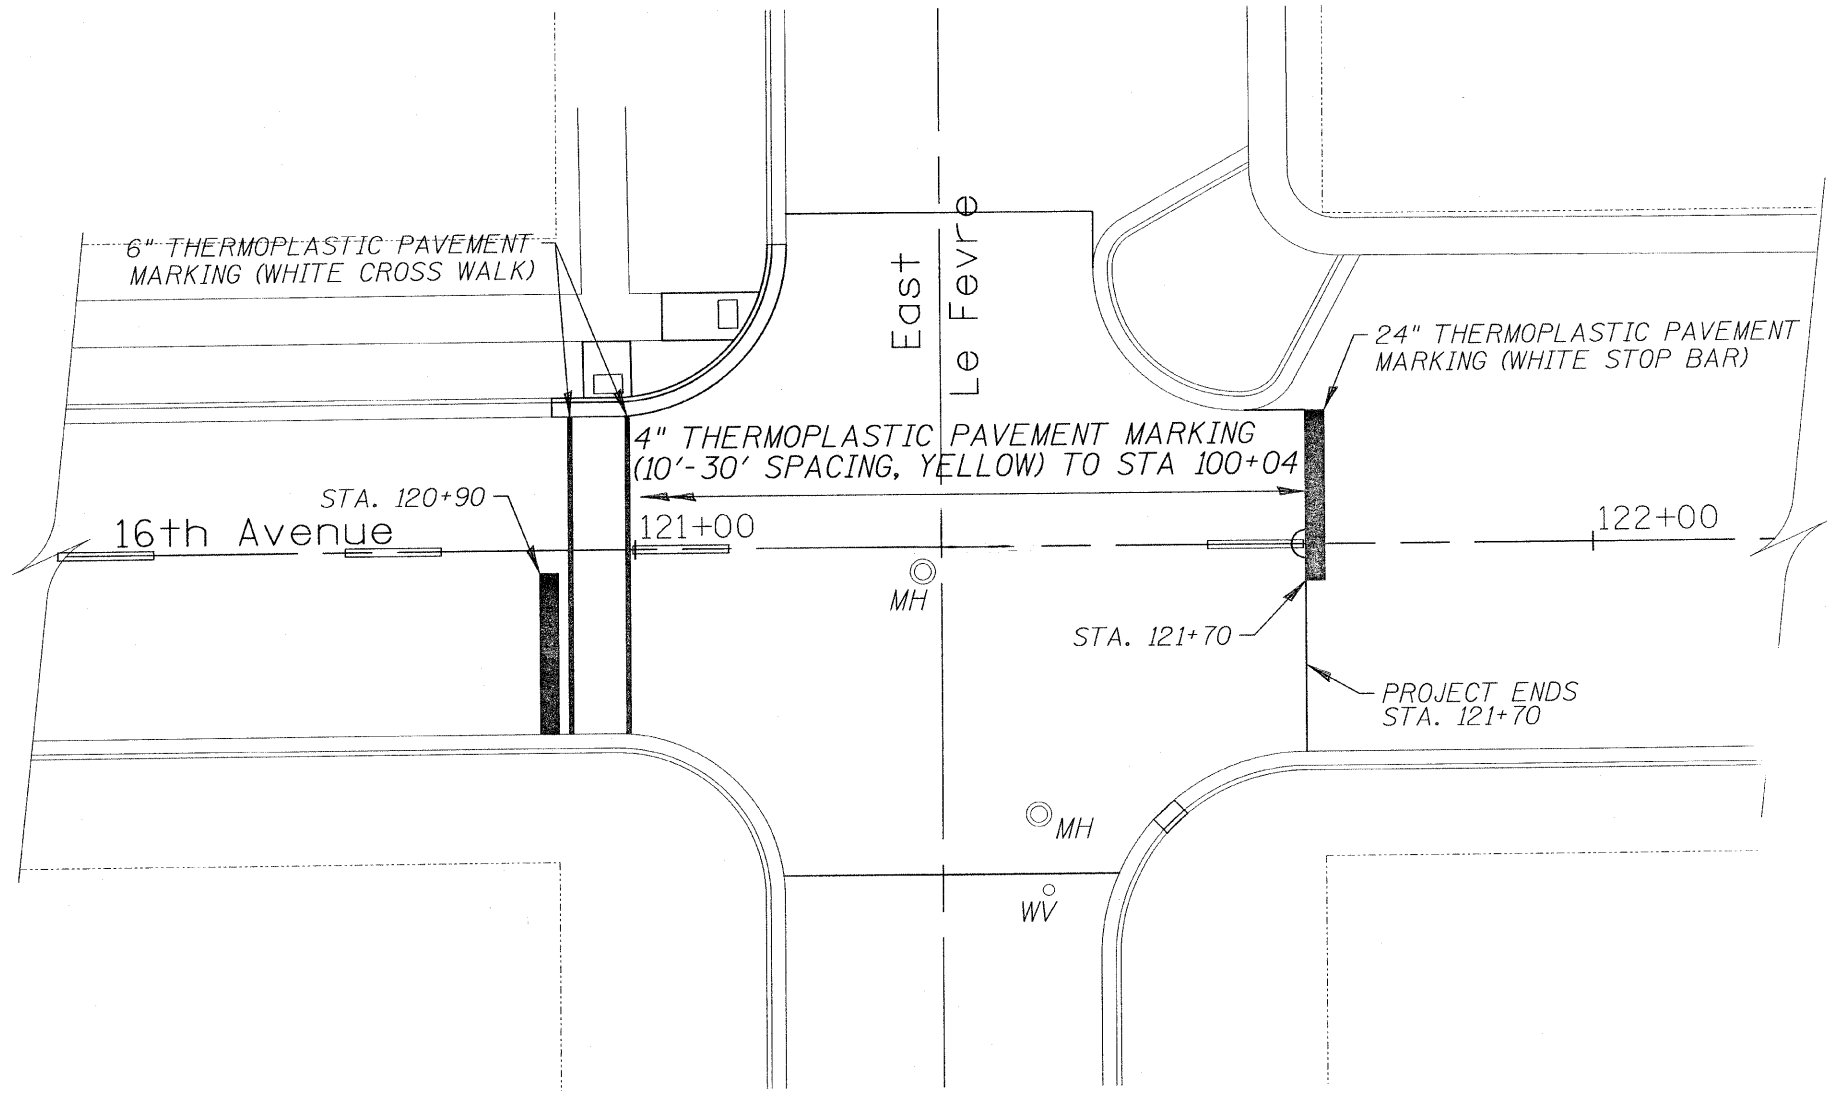 6" THERMOPLASTIC PAVEMENT
MARKING (WHITE CROSS WALK)
East
Le Fevre
24" THERMOPLASTIC PAVEMENT
MARKING (WHITE STOP BAR)
4" THERMOPLASTIC PAVEMENT MARKING
(10'-30' SPACING, YELLOW) TO STA 100+04
STA. 120+90
16th Avenue
121+00
122+00
MH
STA. 121+70
PROJECT ENDS
STA. 121+70
MH
WV